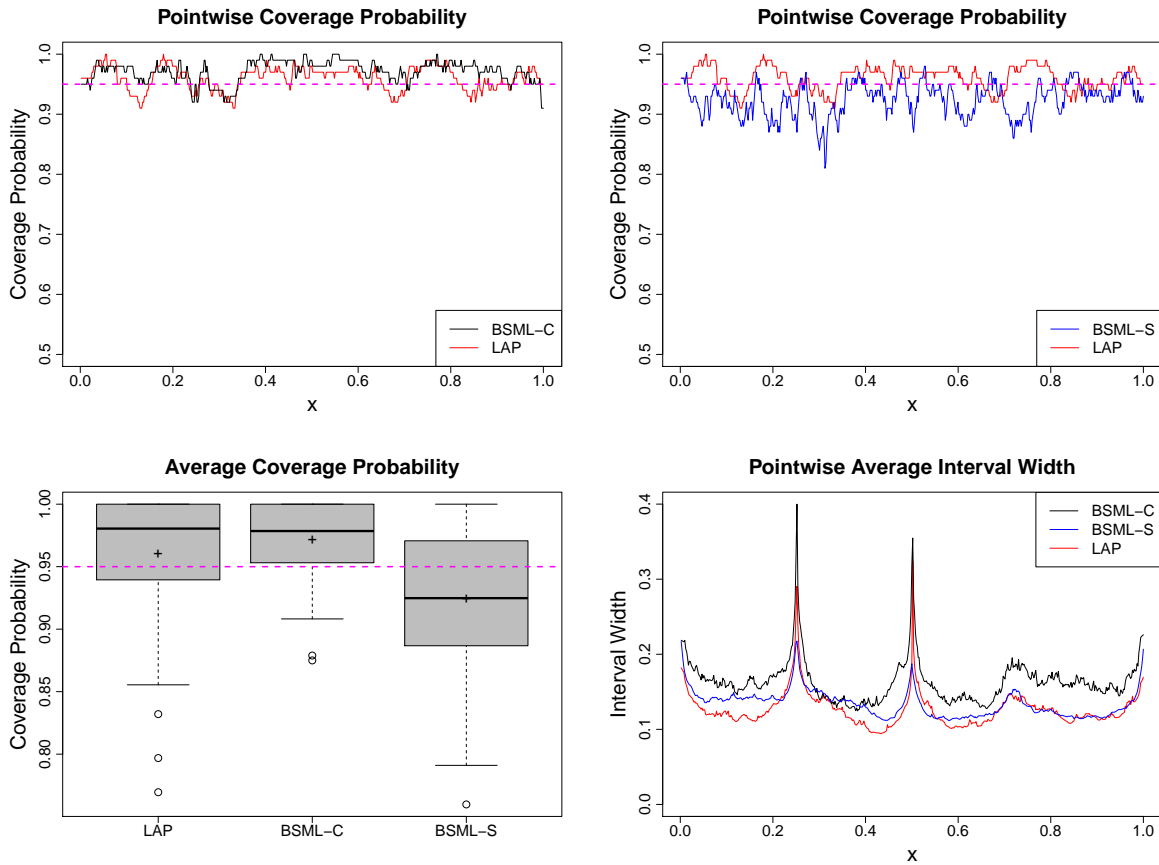 Pointwise Coverage Probability
Coverage Probability
1.0
0.9
0.8
0.7
0.6
0.5
BSML−C
LAP
0.0 0.2 0.4 0.6 0.8 1.0
x
Pointwise Coverage Probability
Coverage Probability
1.0
0.9
0.8
0.7
0.6
0.5
BSML−S
LAP
0.0 0.2 0.4 0.6 0.8 1.0
x
Average Coverage Probability
Coverage Probability
1.00
0.95
0.90
0.85
0.80
LAP BSML−C BSML−S
Pointwise Average Interval Width
Interval Width
0.4
0.3
0.2
0.1
0.0
BSML−C
BSML−S
LAP
0.0 0.2 0.4 0.6 0.8 1.0
x